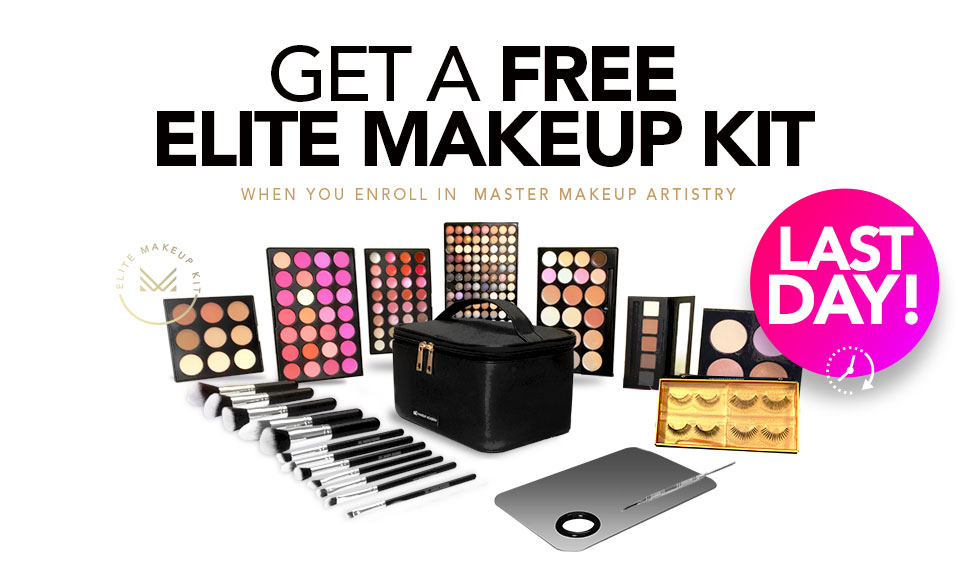 GET A FREE
ELITE MAKEUP KIT
WHEN YOU ENROLL IN MASTER MAKEUP ARTISTRY
ELITE MAKEUP KIT
LAST
DAY!